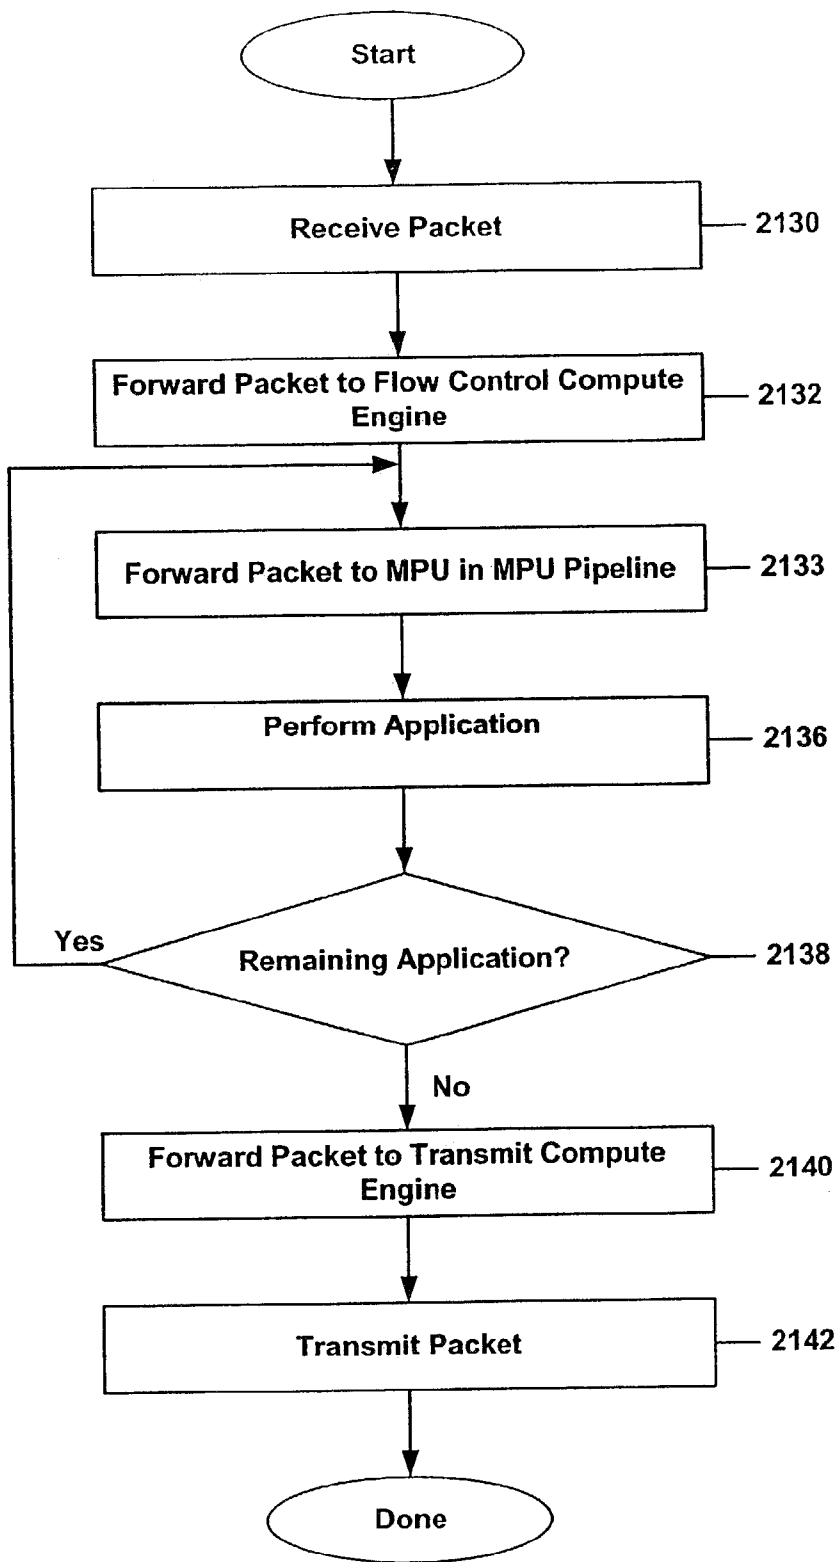 Start
Receive Packet
2130
Forward Packet to Flow Control Compute
Engine
2132
Forward Packet to MPU in MPU Pipeline
2133
Perform Application
2136
Yes
Remaining Application?
2138
No
Forward Packet to Transmit Compute
Engine
2140
Transmit Packet
2142
Done